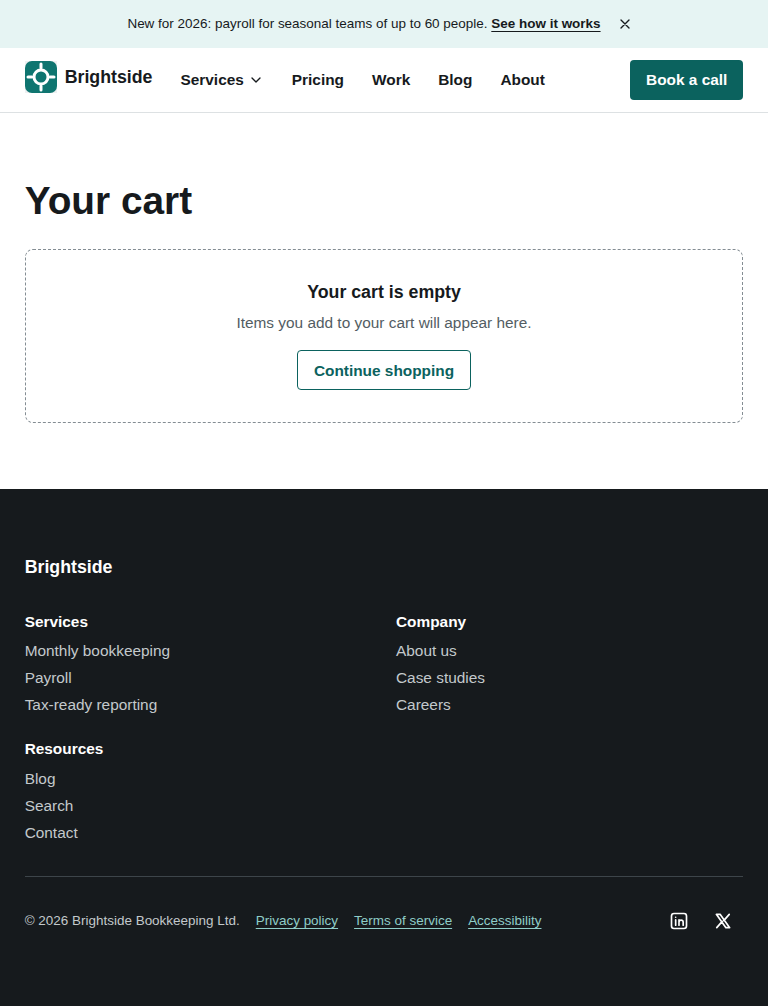 New for 2026: payroll for seasonal teams of up to 60 people. See how it works
Brightside
Services
Pricing
Work
Blog
About
Book a call
Your cart
Your cart is empty
Items you add to your cart will appear here.
Continue shopping
Brightside
Services
Monthly bookkeeping
Payroll
Tax-ready reporting
Company
About us
Case studies
Careers
Resources
Blog
Search
Contact
© 2026 Brightside Bookkeeping Ltd.
Privacy policy
Terms of service
Accessibility